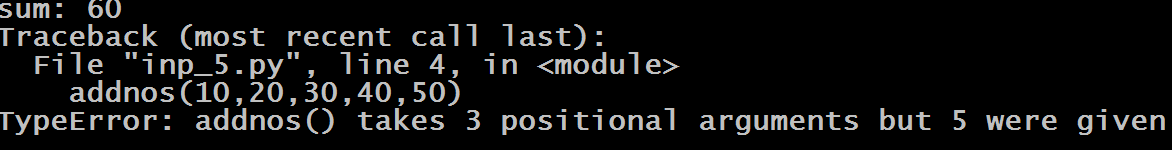 sum: 60
Traceback (most recent call last):
  File "inp_5.py", line 4, in <module>
    addnos(10,20,30,40,50)
TypeError: addnos() takes 3 positional arguments but 5 were given